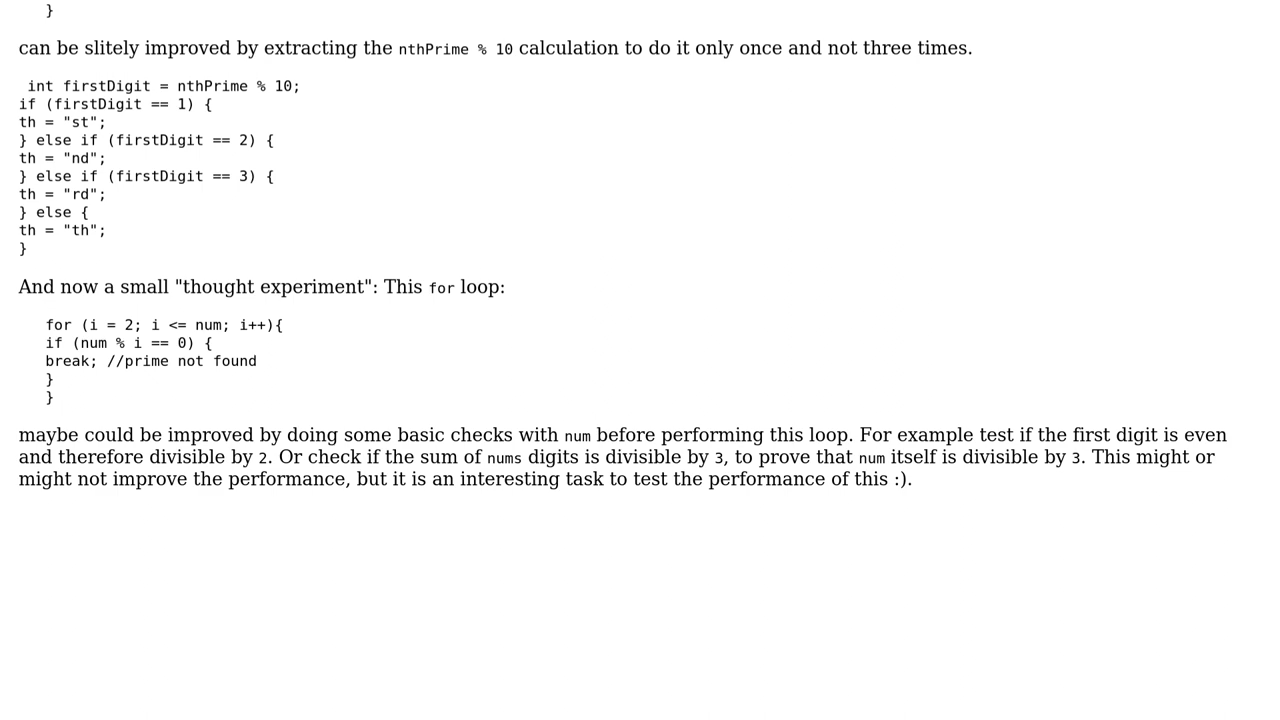 }
can be slitely improved by extracting the nthPrime % 10 calculation to do it only once and not three times.
int firstDigit = nthPrime % 10;
if (firstDigit == 1) {
th = "st";
} else if (firstDigit == 2) {
th = "nd";
} else if (firstDigit == 3) {
th = "rd";
} else {
th = "th";
}
And now a small "thought experiment": This for loop:
for (i = 2; i <= num; i++){
if (num % i == 0) {
break; //prime not found
}
}
maybe could be improved by doing some basic checks with num before performing this loop. For example test if the first digit is even
and therefore divisible by 2. Or check if the sum of nums digits is divisible by 3, to prove that num itself is divisible by 3. This might or
might not improve the performance, but it is an interesting task to test the performance of this :).